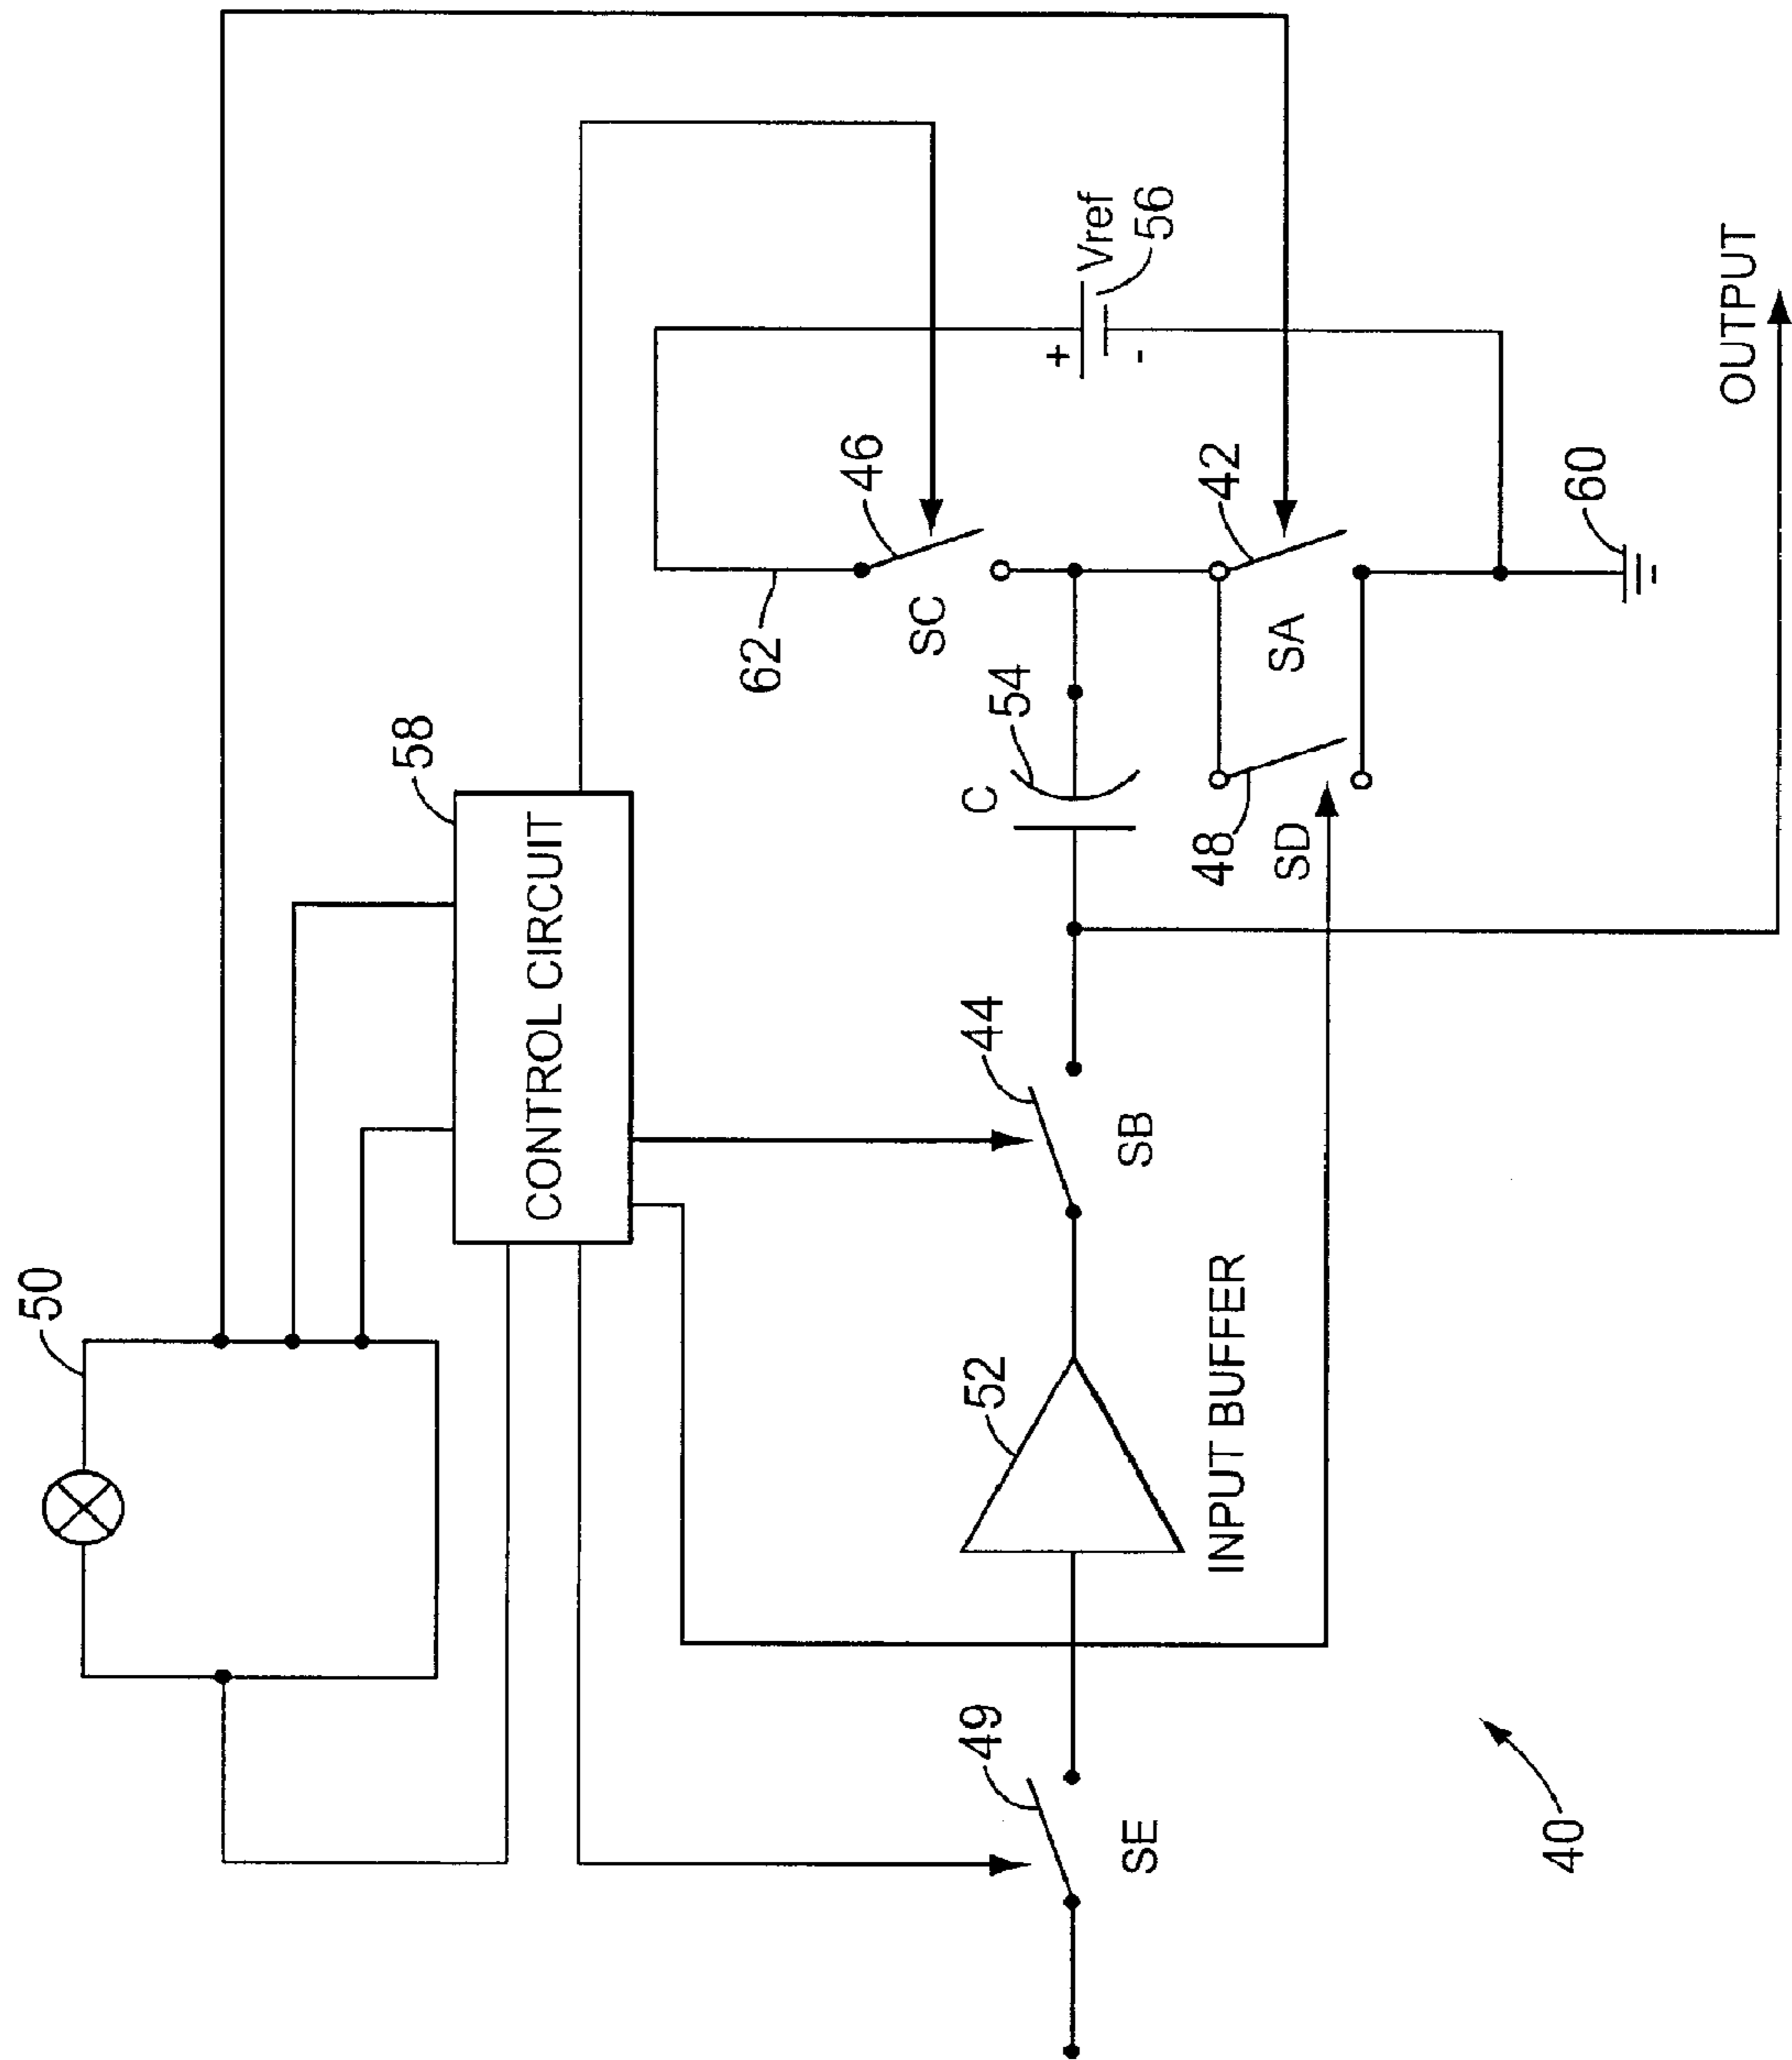 50
58
CONTROL CIRCUIT
46
SC
62
Vref
56
+
-
49
SE
52
INPUT BUFFER
44
SB
C
54
48
SD
SA
42
60
OUTPUT
40